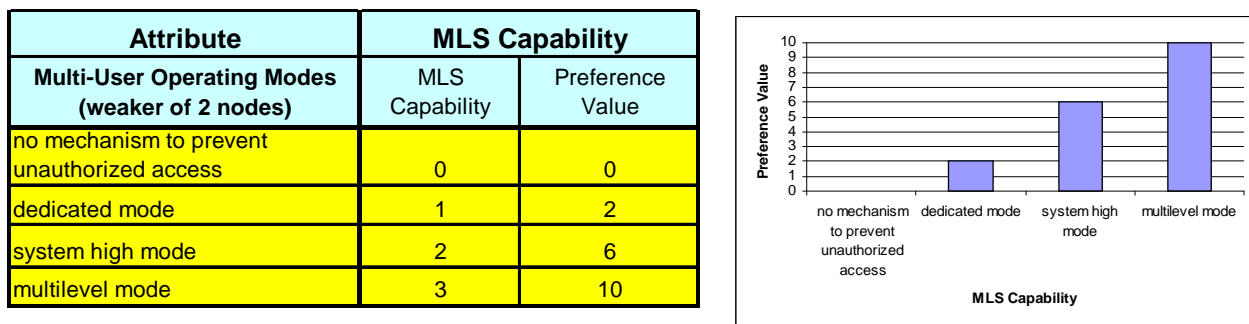 Attribute MLS Capability
Multi-User Operating Modes
(weaker of 2 nodes)
MLS
Capability
Preference
Value
no mechanism to prevent
unauthorized access 0 0
dedicated mode 1 2
system high mode 2 6
multilevel mode 3 10
Preference Value
10
9
8
7
6
5
4
3
2
1
0
no mechanism
to prevent
unauthorized
access
dedicated mode
system high
mode
multilevel mode
MLS Capability